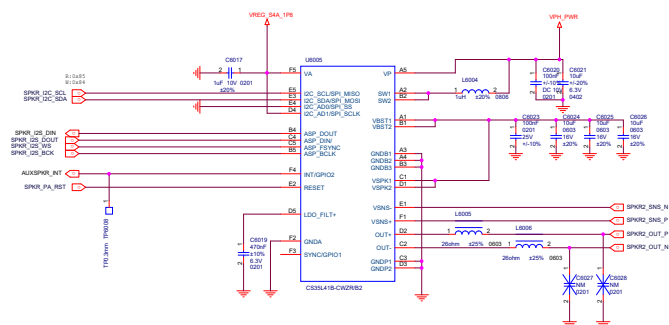 VREG_S4A_1P8
VPH_PWR
C6017
2 1
1uF 10V 0201
±20%
U6005
R:0x85
W:0x84
F5 VA
VP A5
SPKR_I2C_SCL
SPKR_I2C_SDA
E5 I2C_SCL/SPI_MISO
E3 I2C_SDA/SPI_MOSI
E4 I2C_AD0/SPI_SS
D4 I2C_AD1/SPI_SCLK
SW1 A2
SW2 B2
L6004
1uH ±20% 0806
C6020
100nF
+/-10%
DC 10V
0201
C6021
10uF
+/-20%
6.3V
0402
VBST1 A1
VBST2 B1
C6023
100nF
0201
25V
+/-10%
C6024
10uF
0603
16V
±20%
C6025
10uF
0603
16V
±20%
C6026
10uF
0603
16V
±20%
SPKR_I2S_DIN
SPKR_I2S_DOUT
SPKR_I2S_WS
SPKR_I2S_BCK
B4 ASP_DOUT
C4 ASP_DIN/
C5 ASP_FSYNC
B5 ASP_BCLK
GNDB1 A3
GNDB2 A4
GNDB3 B3
AUXSPKR_INT
F4 INT/GPIO2
VSPK1 C1
VSPK2 D1
SPKR_PA_RST
E2 RESET
TP6008
TP0.3mm
D5 LDO_FILT+
VSNS- E1
SPKR2_SNS_N
VSNS+ F1
SPKR2_SNS_P
L6005
OUT+ D2
SPKR2_OUT_P
26ohm ±25% 0603
L6006
OUT- C2
SPKR2_OUT_N
26ohm ±25% 0603
C6019
470nF
±10%
6.3V
0201
F2 GNDA
F3 SYNC/GPIO1
GNDP1 C3
GNDP2 D3
CS35L41B-CWZR/B2
C6027
NM
0201
C6028
NM
0201